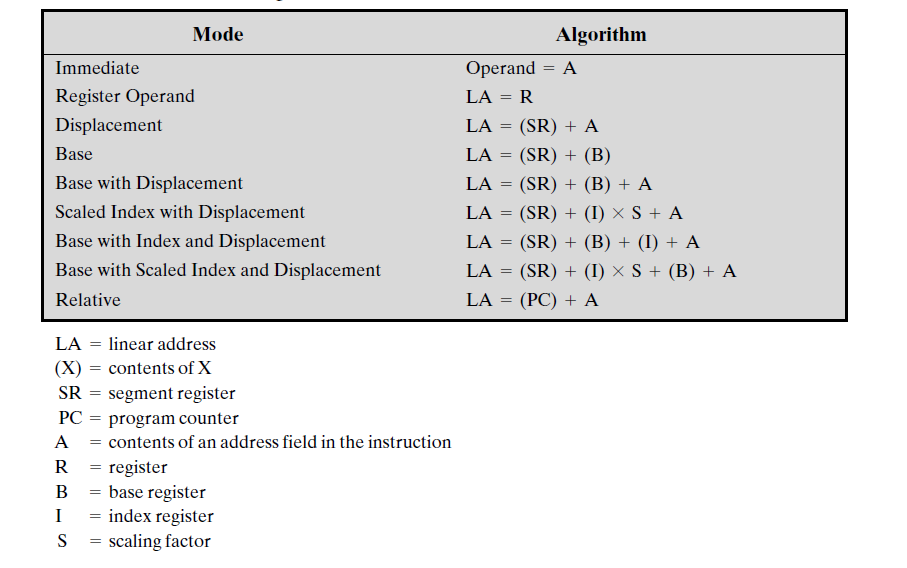 Mode Algorithm
Immediate Operand = A
Register Operand LA = R
Displacement LA = (SR) + A
Base LA = (SR) + (B)
Base with Displacement LA = (SR) + (B) + A
Scaled Index with Displacement LA = (SR) + (I) × S + A
Base with Index and Displacement LA = (SR) + (B) + (I) + A
Base with Scaled Index and Displacement LA = (SR) + (I) × S + (B) + A
Relative LA = (PC) + A
LA = linear address
(X) = contents of X
SR = segment register
PC = program counter
A = contents of an address field in the instruction
R = register
B = base register
I = index register
S = scaling factor